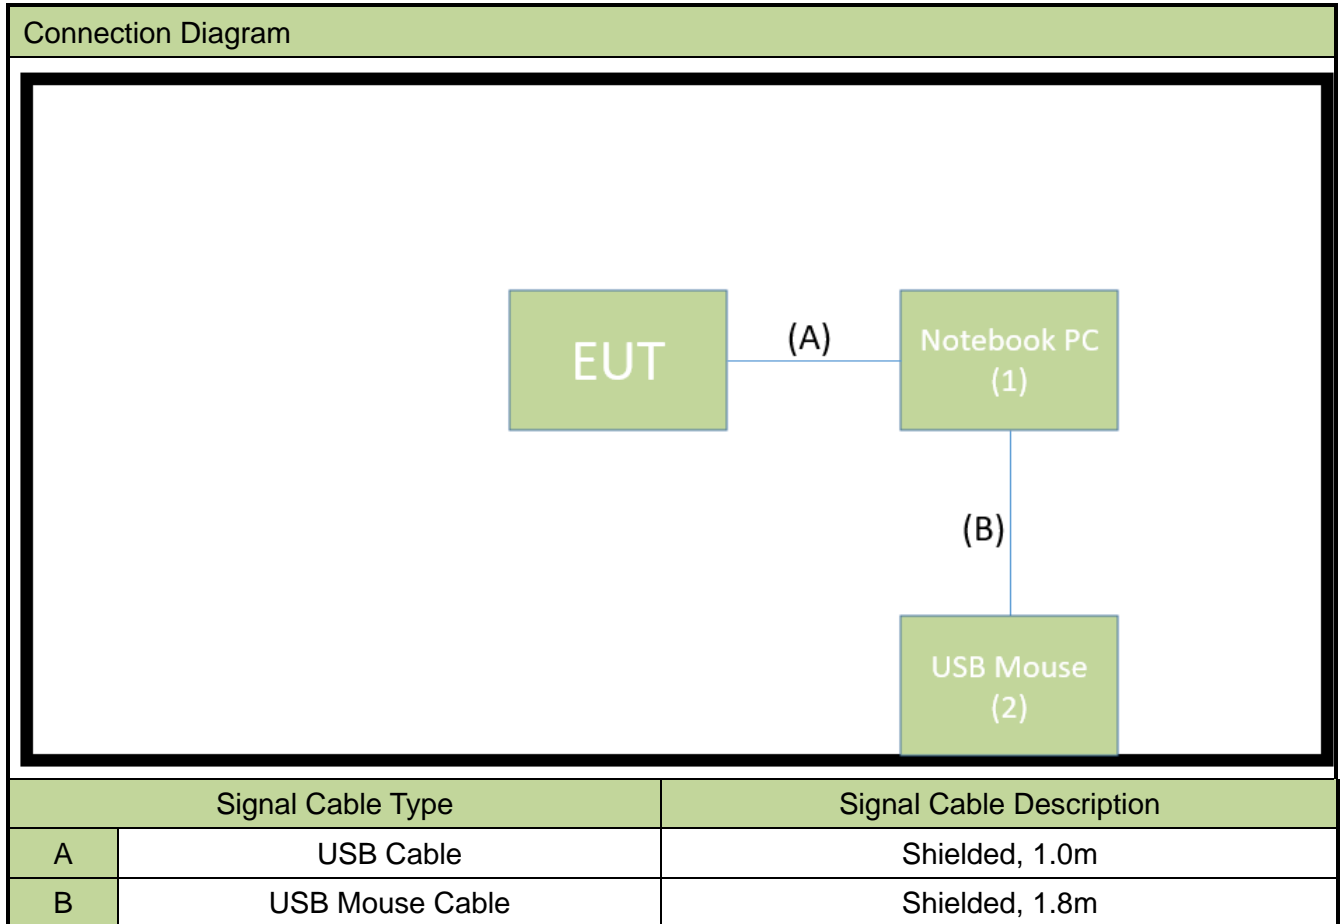 Connection Diagram
EUT
(A)
Notebook PC
(1)
(B)
USB Mouse
(2)
Signal Cable Type Signal Cable Description
A USB Cable Shielded, 1.0m
B USB Mouse Cable Shielded, 1.8m